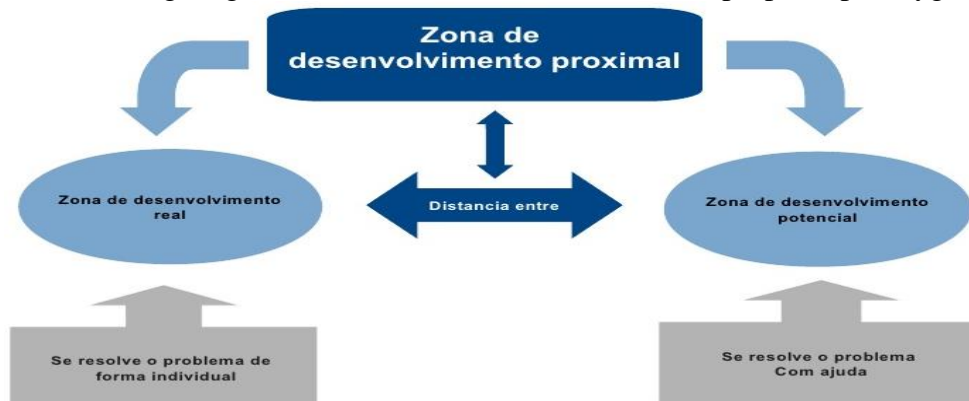 Zona de
desenvolvimento proximal
Zona de desenvolvimento
real
Distancia entre
Zona de desenvolvimento
potencial
Se resolve o problema de
forma individual
Se resolve o problema
Com ajuda